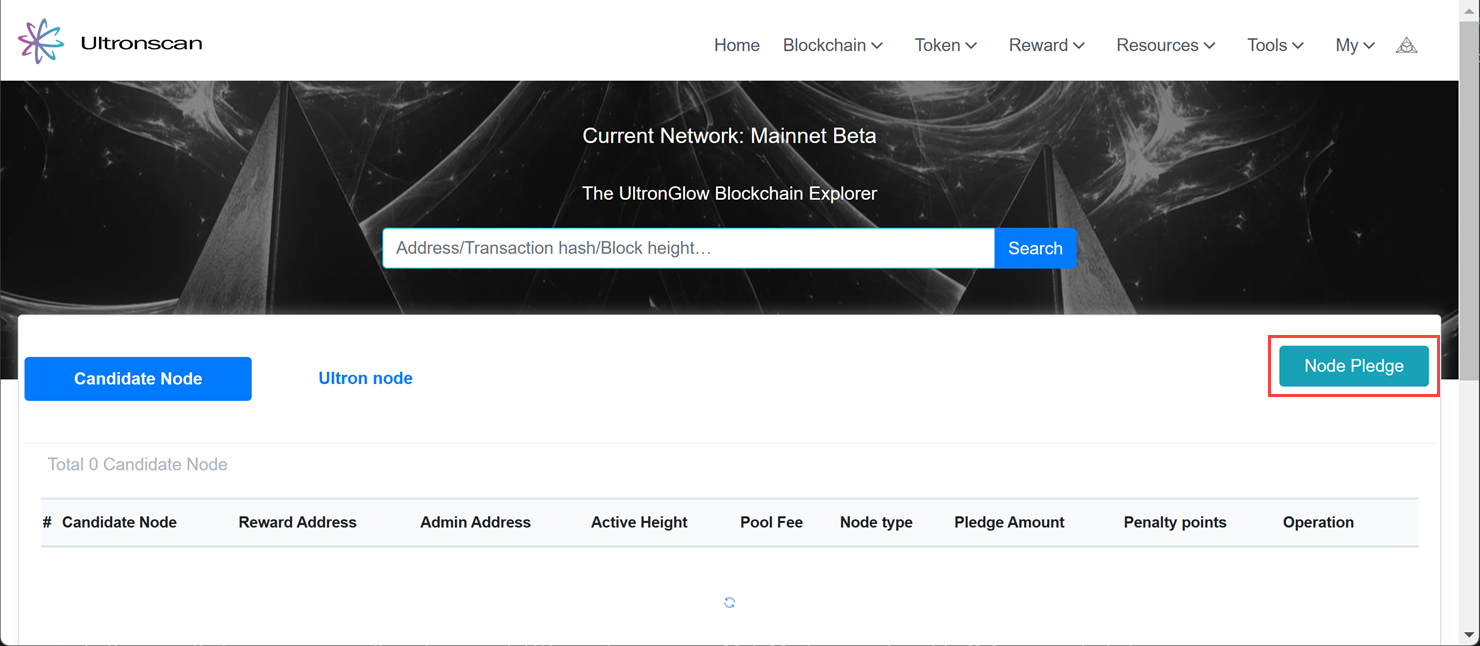 Ultronscan
Home Blockchain Token Reward Resources Tools My
Current Network: Mainnet Beta
The UltronGlow Blockchain Explorer
Address/Transaction hash/Block height… Search
Candidate Node Ultron node Node Pledge
Total 0 Candidate Node
# Candidate Node Reward Address Admin Address Active Height Pool Fee Node type Pledge Amount Penalty points Operation